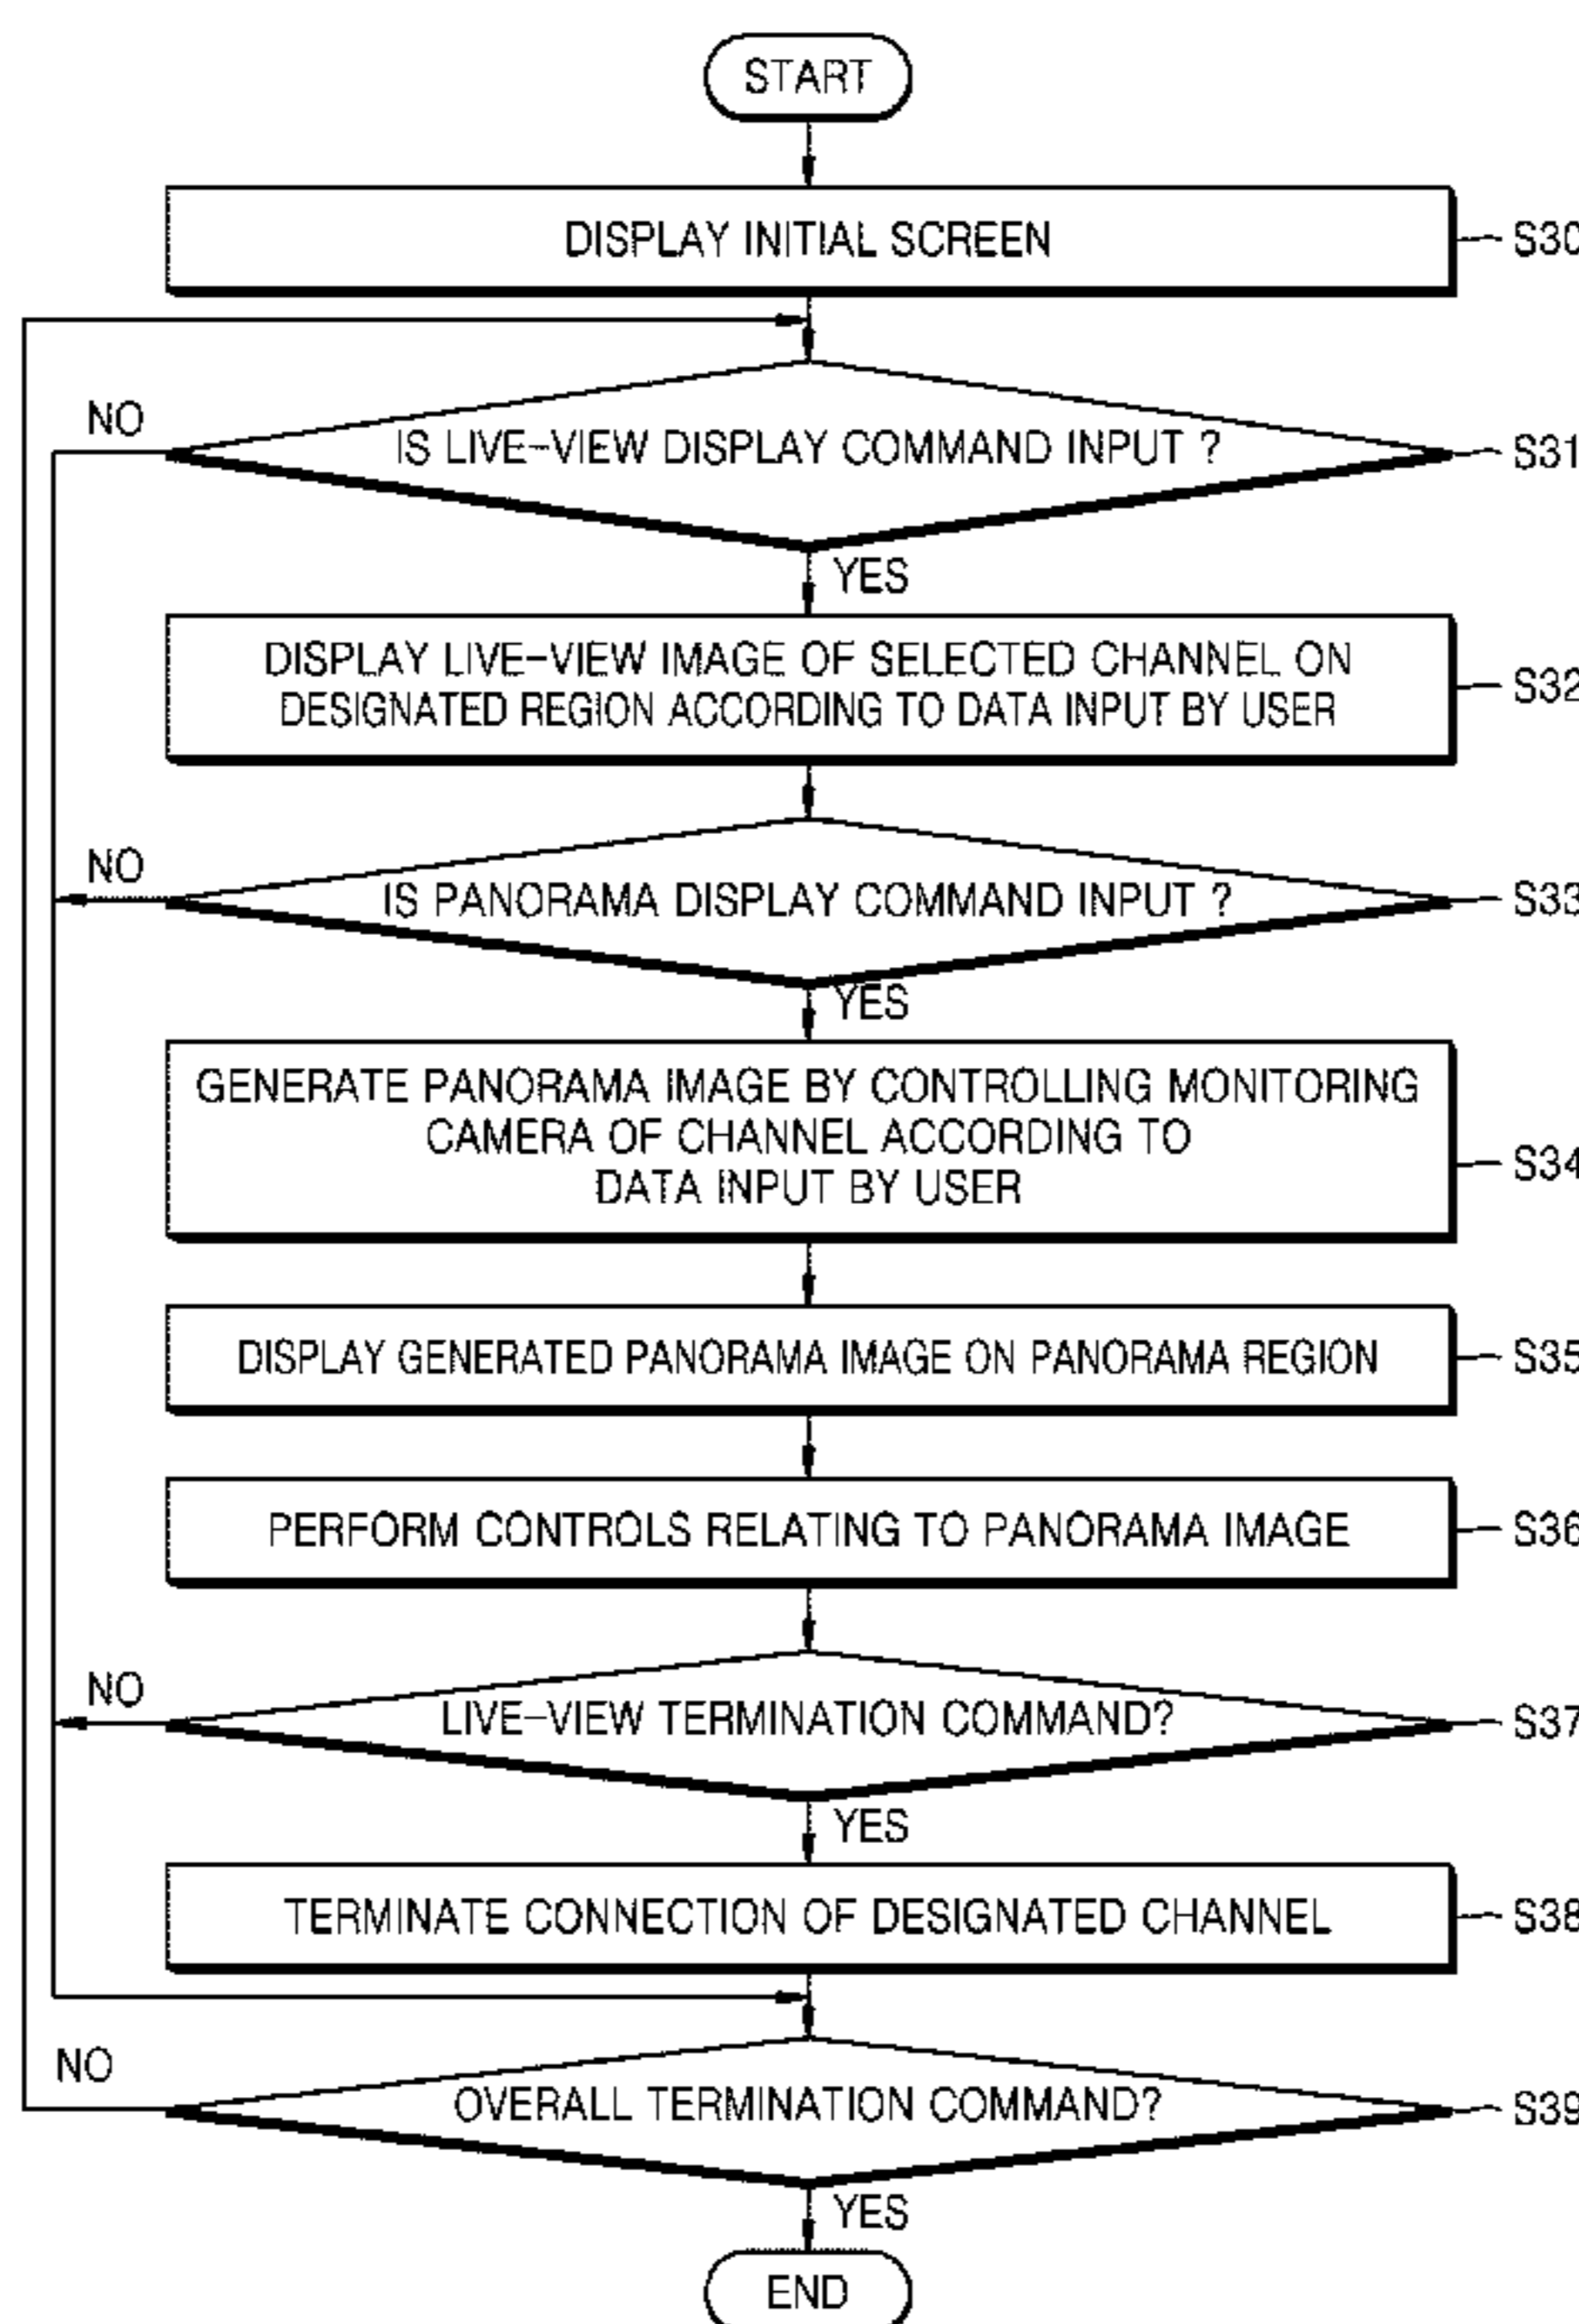 START
DISPLAY INITIAL SCREEN
S30
NO
IS LIVE-VIEW DISPLAY COMMAND INPUT ?
S31
YES
DISPLAY LIVE-VIEW IMAGE OF SELECTED CHANNEL ON
DESIGNATED REGION ACCORDING TO DATA INPUT BY USER
S32
NO
IS PANORAMA DISPLAY COMMAND INPUT ?
S33
YES
GENERATE PANORAMA IMAGE BY CONTROLLING MONITORING
CAMERA OF CHANNEL ACCORDING TO
DATA INPUT BY USER
S34
DISPLAY GENERATED PANORAMA IMAGE ON PANORAMA REGION
S35
PERFORM CONTROLS RELATING TO PANORAMA IMAGE
S36
NO
LIVE-VIEW TERMINATION COMMAND?
S37
YES
TERMINATE CONNECTION OF DESIGNATED CHANNEL
S38
NO
OVERALL TERMINATION COMMAND?
S39
YES
END